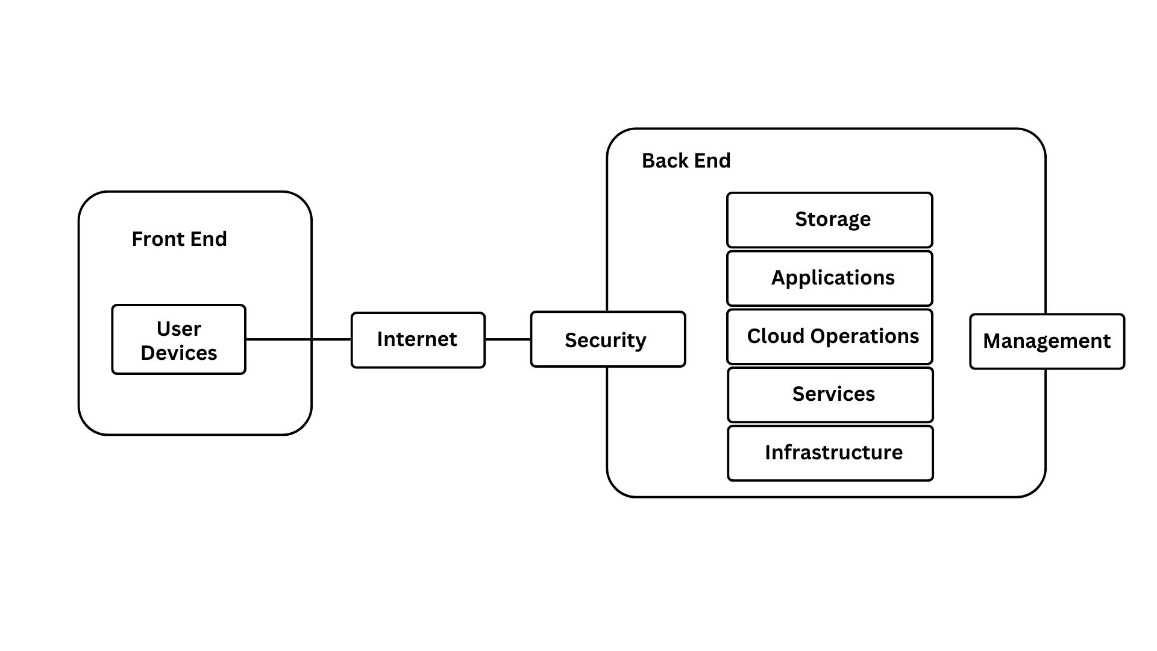 Front End
User
Devices
Internet
Security
Back End
Storage
Applications
Cloud Operations
Services
Infrastructure
Management